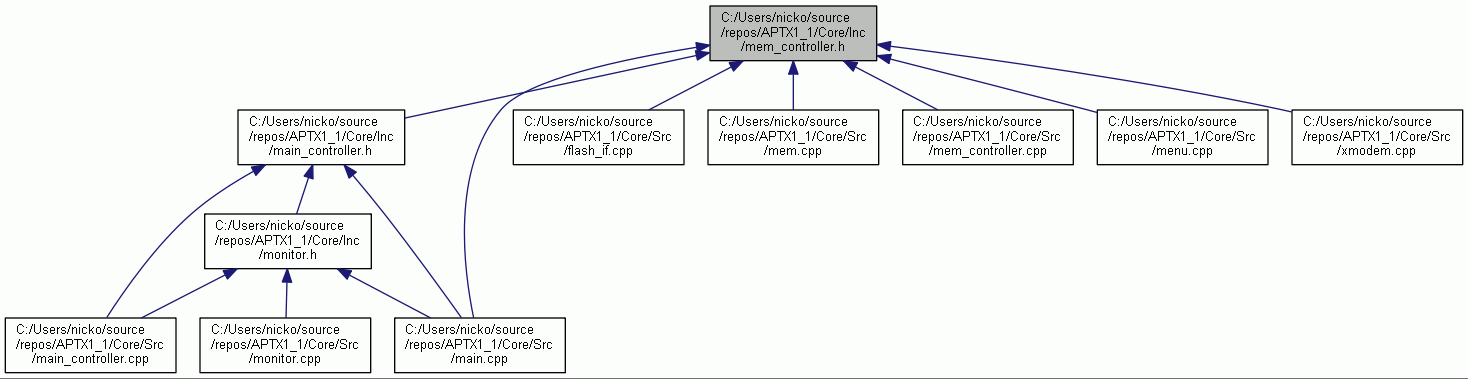 C:/Users/nicko/source
/repos/APTX1_1/Core/Inc
/mem_controller.h
C:/Users/nicko/source
/repos/APTX1_1/Core/Inc
/main_controller.h
C:/Users/nicko/source
/repos/APTX1_1/Core/Src
/flash_if.cpp
C:/Users/nicko/source
/repos/APTX1_1/Core/Src
/mem.cpp
C:/Users/nicko/source
/repos/APTX1_1/Core/Src
/mem_controller.cpp
C:/Users/nicko/source
/repos/APTX1_1/Core/Src
/menu.cpp
C:/Users/nicko/source
/repos/APTX1_1/Core/Src
/xmodem.cpp
C:/Users/nicko/source
/repos/APTX1_1/Core/Inc
/monitor.h
C:/Users/nicko/source
/repos/APTX1_1/Core/Src
/main_controller.cpp
C:/Users/nicko/source
/repos/APTX1_1/Core/Src
/monitor.cpp
C:/Users/nicko/source
/repos/APTX1_1/Core/Src
/main.cpp